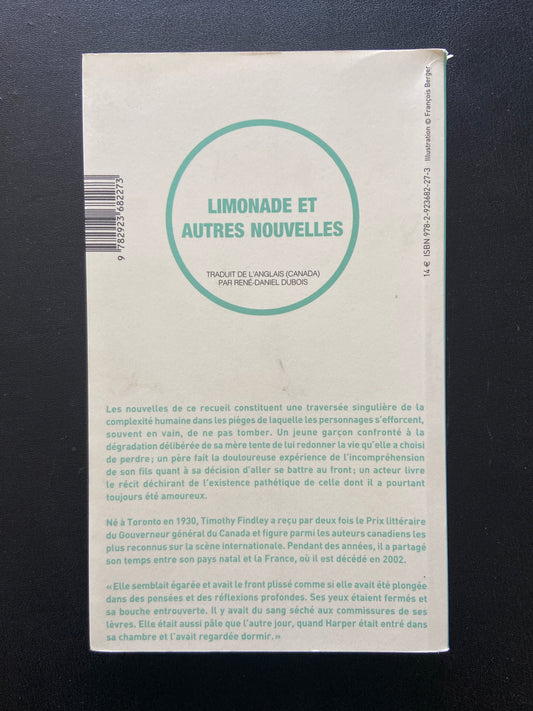 LIMONADE ET
AUTRES NOUVELLES
TRADUIT DE L'ANGLAIS (CANADA)
PAR RENÉ-DANIEL DUBOIS
9 782923 682273
14 € ISBN 978-2-923682-27-3 Illustration © François Berger
Les nouvelles de ce recueil constituent une traversée singulière de la
complexité humaine dans les pièges de laquelle les personnages s'efforcent,
souvent en vain, de ne pas tomber. Un jeune garçon confronté à la
dégradation délibérée de sa mère tente de lui redonner la vie qu'elle a choisi
de perdre ; un père fait la douloureuse expérience de l'incompréhension
de son fils quant à sa décision d'aller se battre au front ; un acteur livre
le récit déchirant de l'existence pathétique de celle dont il a pourtant
toujours été amoureux.
Né à Toronto en 1930, Timothy Findley a reçu par deux fois le Prix littéraire
du Gouverneur général du Canada et figure parmi les auteurs canadiens les
plus reconnus sur la scène internationale. Pendant des années, il a partagé
son temps entre son pays natal et la France, où il est décédé en 2002.
« Elle semblait égarée et avait le front plissé comme si elle avait été plongée
dans des pensées et des réflexions profondes. Ses yeux étaient fermés et
sa bouche entrouverte. Il y avait du sang séché aux commissures de ses
lèvres. Elle était aussi pâle que l'autre jour, quand Harper était entré dans
sa chambre et l'avait regardée dormir. »